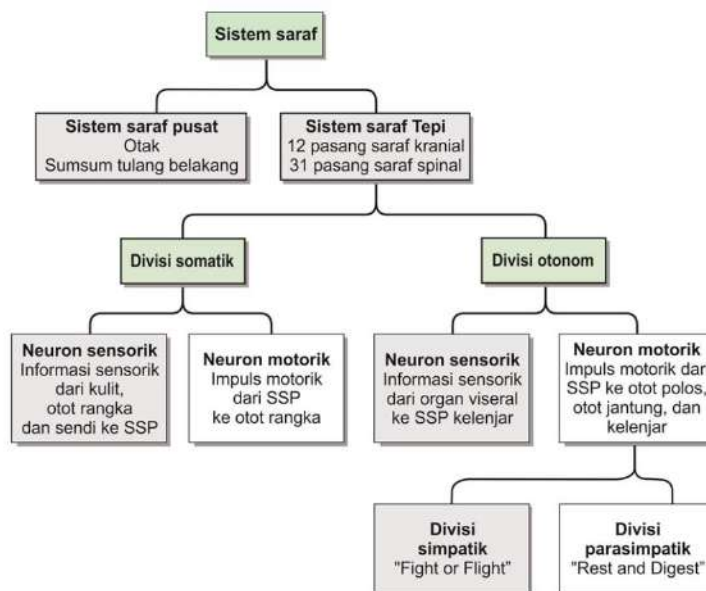 Sistem saraf
Sistem saraf pusat
Otak
Sumsum tulang belakang
Sistem saraf Tepi
12 pasang saraf kranial
31 pasang saraf spinal
Divisi somatik
Divisi otonom
Neuron sensorik
Informasi sensorik
dari kulit,
otot rangka
dan sendi ke SSP
Neuron motorik
Impuls motorik
dari SSP
ke otot rangka
Neuron sensorik
Informasi sensorik
dari organ viseral
ke SSP kelenjar
Neuron motorik
Impuls motorik dari
SSP ke otot polos,
otot jantung, dan
kelenjar
Divisi
simpatik
"Fight or Flight"
Divisi
parasimpatik
"Rest and Digest"